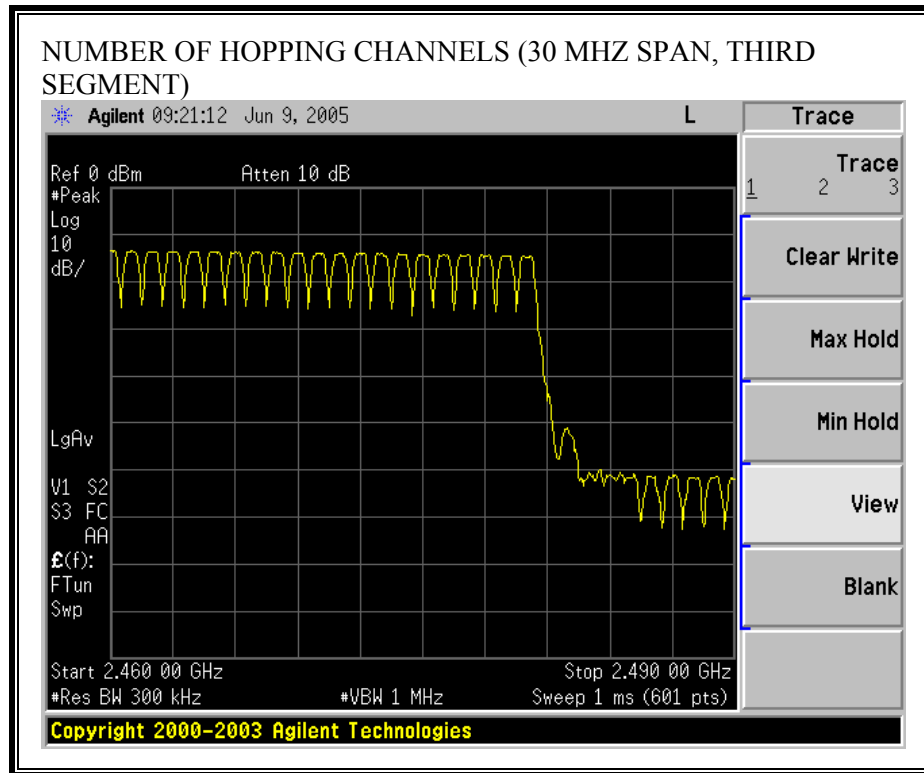 NUMBER OF HOPPING CHANNELS (30 MHZ SPAN, THIRD
SEGMENT)
Agilent 09:21:12 Jun 9, 2005 L Trace
Ref 0 dBm Atten 10 dB
#Peak
Log
10
dB/
LgAv
V1 S2
S3 FC
AA
£(f):
FTun
Swp
Start 2.460 00 GHz Stop 2.490 00 GHz
#Res BW 300 kHz #VBW 1 MHz Sweep 1 ms (601 pts)
Copyright 2000-2003 Agilent Technologies
Trace
1 2 3
Clear Write
Max Hold
Min Hold
View
Blank